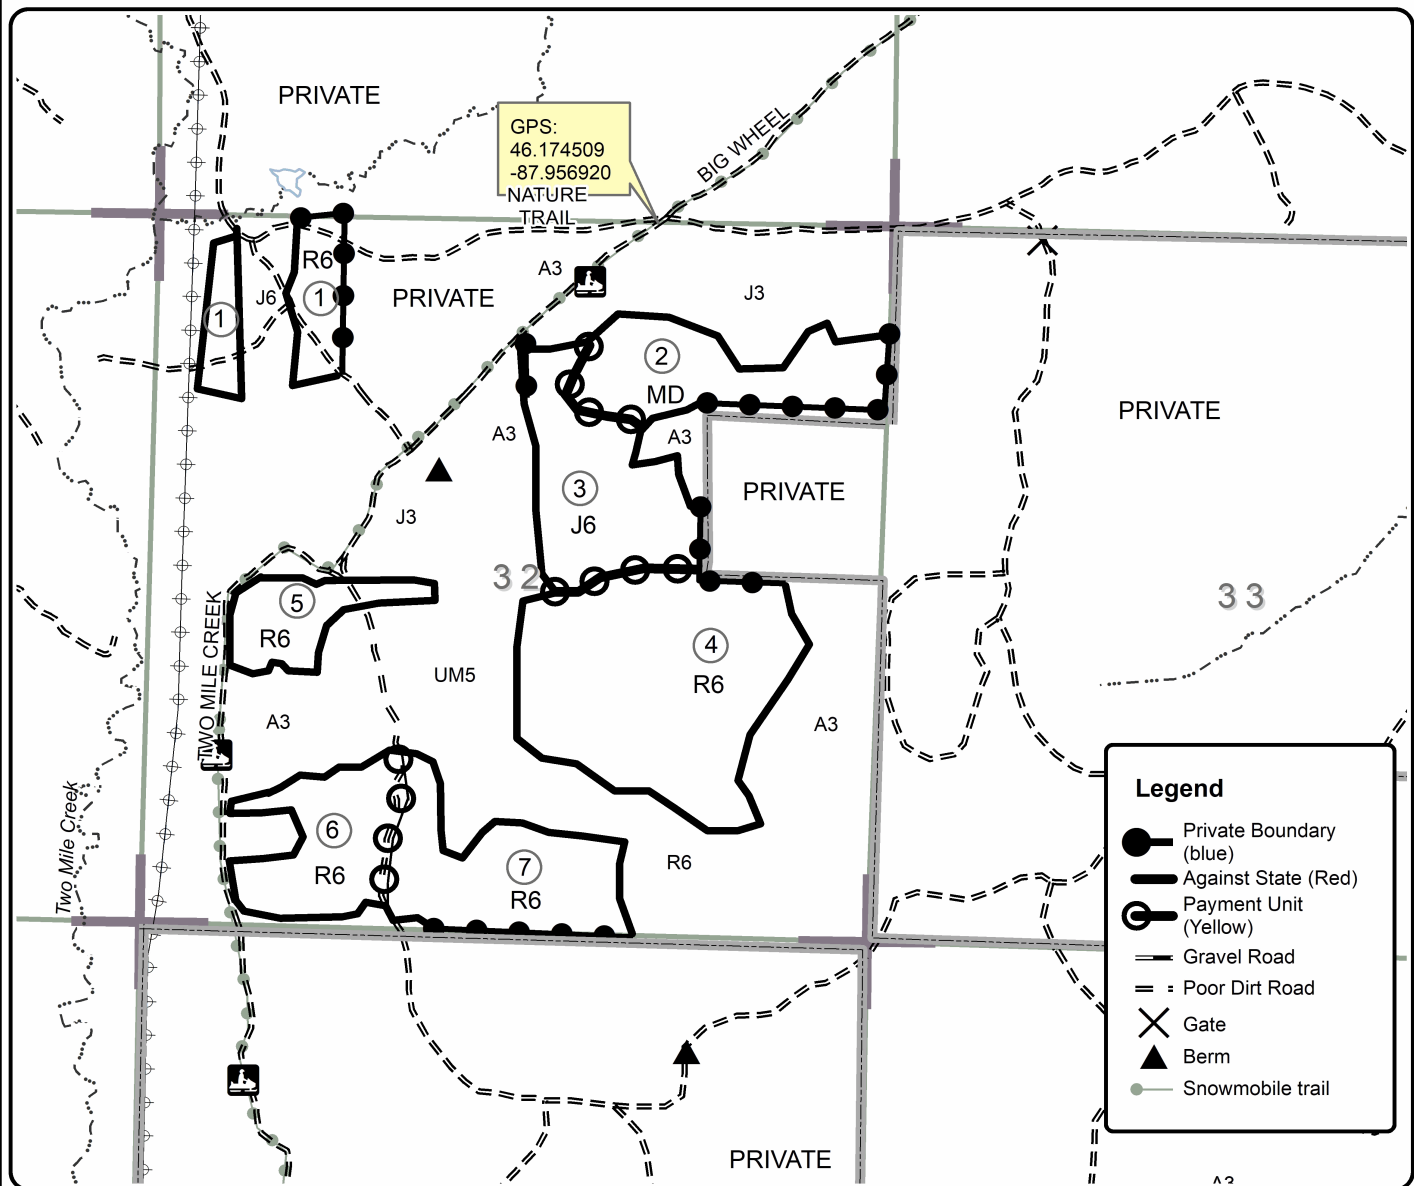 PRIVATE
BIG WHEEL
GPS:
46.174509
-87.956920
NATURE
TRAIL
R6
A3
J6
1
PRIVATE
J3
1
2
MD
PRIVATE
A3
A3
3
PRIVATE
J3
J6
32
33
5
R6
4
R6
UM5
TWO MILE CREEK
A3
A3
Two Mile Creek
6
R6
7
R6
R6
Legend
Private Boundary
(blue)
Against State (Red)
Payment Unit
(Yellow)
Gravel Road
Poor Dirt Road
Gate
Berm
Snowmobile trail
PRIVATE
A3